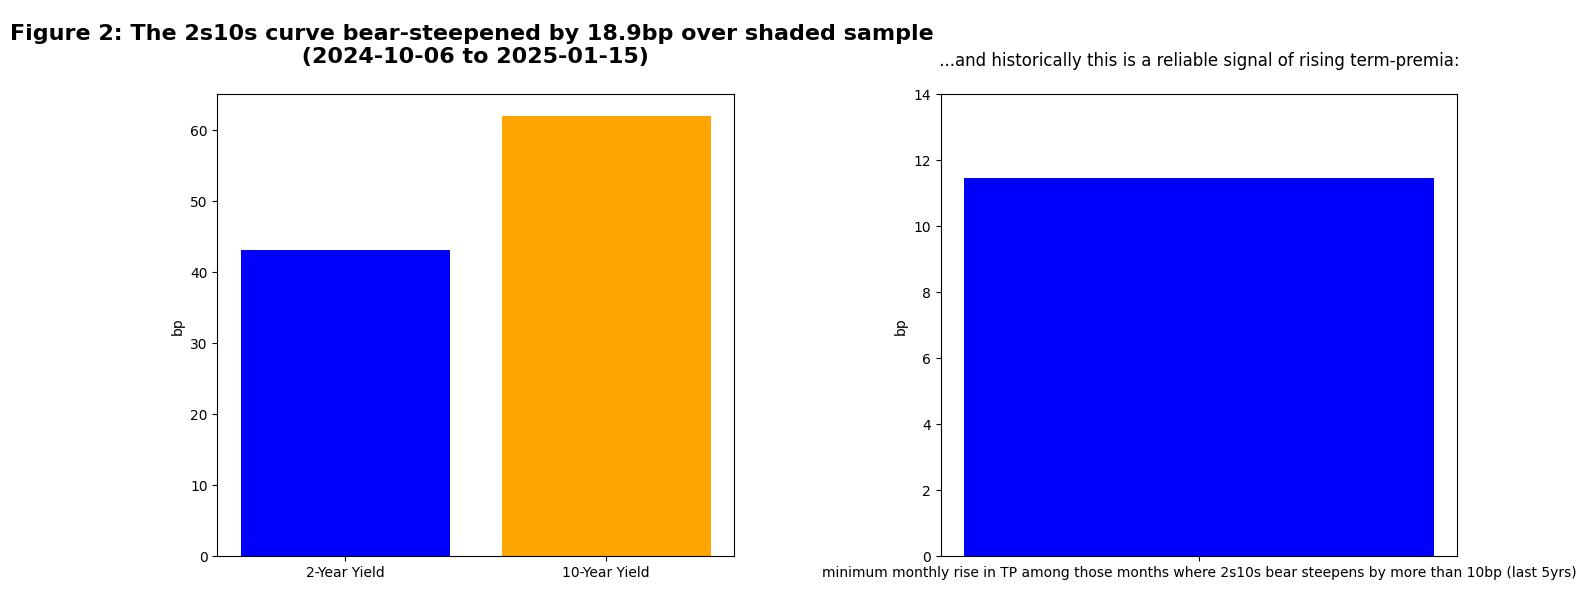 Figure 2: The 2s10s curve bear-steepened by 18.9bp over shaded sample
(2024-10-06 to 2025-01-15)
60
50
40
30
20
10
0
bp
2-Year Yield
10-Year Yield
...and historically this is a reliable signal of rising term-premia:
14
12
10
8
6
4
2
0
bp
minimum monthly rise in TP among those months where 2s10s bear steepens by more than 10bp (last 5yrs)